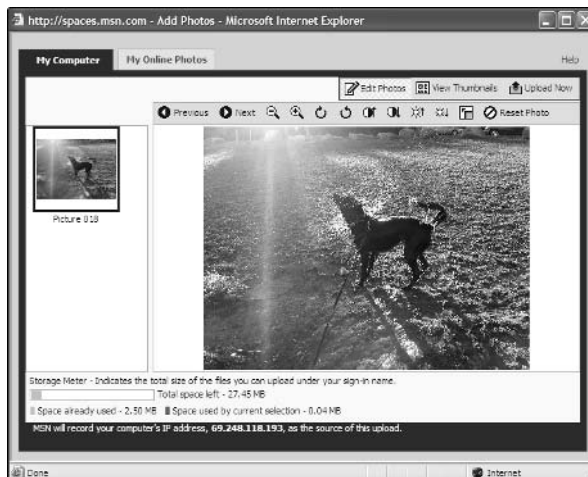 http://spaces.msn.com - Add Photos - Microsoft Internet Explorer
My Computer
My Online Photos
Help
Edit Photos
View Thumbnails
Upload Now
Previous
Next
Reset Photo
Picture 018
Storage Meter - Indicates the total size of the files you can upload under your sign-in name.
Total space left - 27.45 MB
Space already used - 2.50 MB
Space used by current selection - 0.04 MB
MSN will record your computer's IP address, 69.248.118.193, as the source of this upload.
Done
Internet